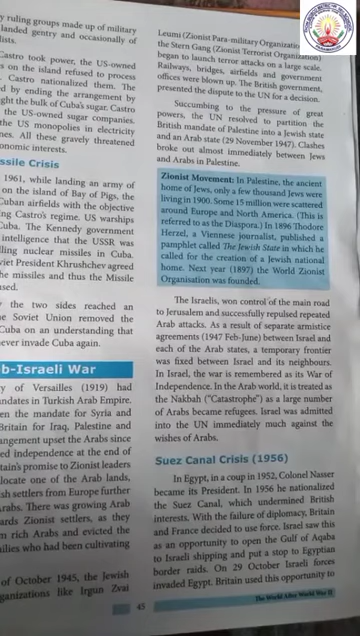 y ruling groups made up of military
landed gentry and occasionally of
lists.
Castro took power, the US-owned
s on the island refused to process
. Castro nationalized them. The
d by ending the arrangement by
ght the bulk of Cuba's sugar. Castro
the US-owned sugar companies.
the US monopolies in electricity
nes. All these gravely threatened
onomic interests.
ssile Crisis
1961, while landing an army of
on the island of Bay of Pigs, the
Cuban airfields with the objective
ing Castro's regime. US warships
Cuba. The Kennedy government
intelligence that the USSR was
lling nuclear missiles in Cuba.
viet President Khrushchev agreed
he missiles and thus the Missile
used.
the two sides reached an
e Soviet Union removed the
Cuba on an understanding that
never invade Cuba again.
b-Israeli War
y of Versailles (1919) had
ndates in Turkish Arab Empire.
en the mandate for Syria and
Britain for Iraq, Palestine and
angement upset the Arabs since
ed independence at the end of
tain's promise to Zionist leaders
locate one of the Arab lands,
sh settlers from Europe further
Arabs. There was growing Arab
ards Zionist settlers, as they
m rich Arabs and evicted the
ilies who had been cultivating
of October 1945, the Jewish
ganizations like Irgun Zvai
Leumi (Zionist Para-military Organization)
the Stern Gang (Zionist Terrorist Organization)
began to launch terror attacks on a large scale.
Railways, bridges, airfields and government
offices were blown up. The British government,
presented the dispute to the UN for a decision.
Succumbing to the pressure of great
powers, the UN resolved to partition the
British mandate of Palestine into a Jewish state
and an Arab state (29 November 1947). Clashes
broke out almost immediately between Jews
and Arabs in Palestine.
Zionist Movement: In Palestine, the ancient
home of Jews, only a few thousand Jews were
living in 1900. Some 15 million were scattered
around Europe and North America. (This is
referred to as the Diaspora.) In 1896 Thodore
Herzel, a Viennese journalist, published a
pamphlet called The Jewish State in which he
called for the creation of a Jewish national
home. Next year (1897) the World Zionist
Organisation was founded.
The Israelis, won control of the main road
to Jerusalem and successfully repulsed repeated
Arab attacks. As a result of separate armistice
agreements (1947 Feb-June) between Israel and
each of the Arab states, a temporary frontier
was fixed between Israel and its neighbours.
In Israel, the war is remembered as its War of
Independence. In the Arab world, it is treated as
the Nakbah ("Catastrophe") as a large number
of Arabs became refugees. Israel was admitted
into the UN immediately much against the
wishes of Arabs.
Suez Canal Crisis (1956)
In Egypt, in a coup in 1952, Colonel Nasser
became its President. In 1956 he nationalized
the Suez Canal, which undermined British
interests. With the failure of diplomacy, Britain
and France decided to use force. Israel saw this
as an opportunity to open the Gulf of Aqaba
to Israeli shipping and put a stop to Egyptian
border raids. On 29 October Israeli forces
invaded Egypt. Britain used this opportunity to
45
The World After World War II